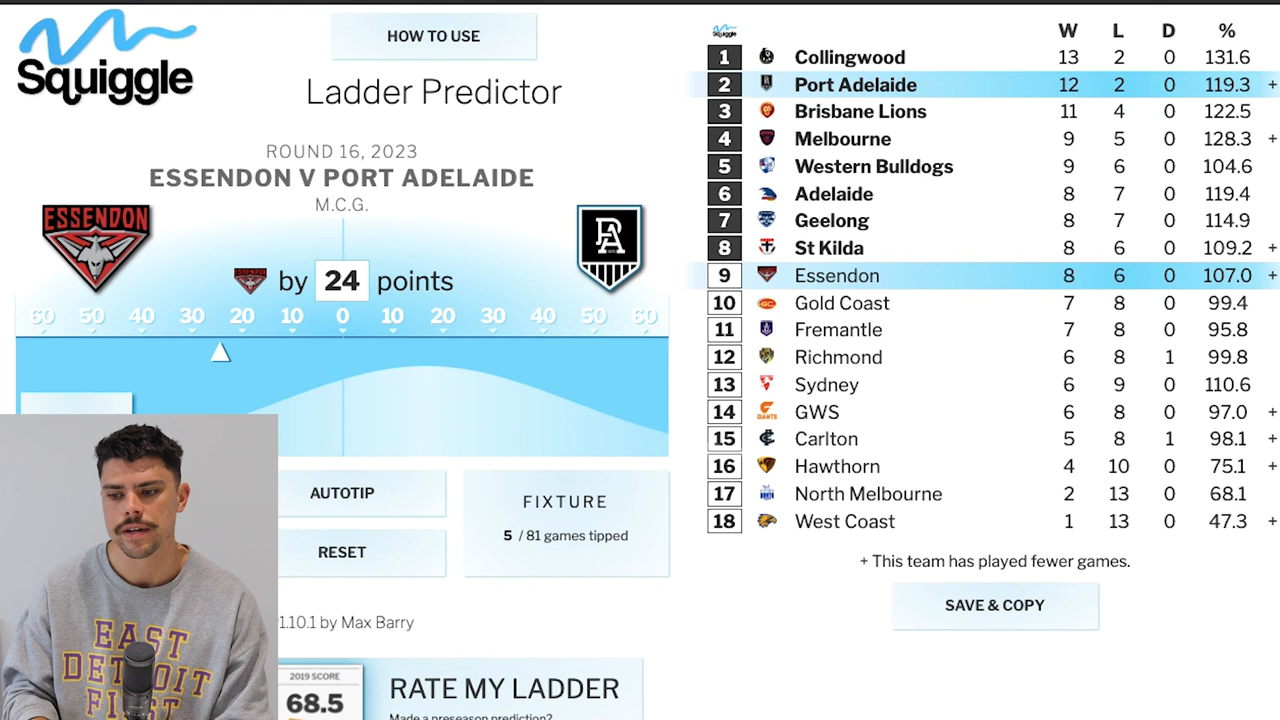 Squiggle
HOW TO USE
Ladder Predictor
ROUND 16, 2023
ESSENDON V PORT ADELAIDE
M.C.G.
ESSENDON
PA
by 24 points
60 50 40 30 20 10 0 10 20 30 40 50 60
AUTOTIP
RESET
FIXTURE
5 / 81 games tipped
1.10.1 by Max Barry
2019 SCORE
68.5
RATE MY LADDER
Made a preseason prediction?
EAST
DETROIT
FIRST
W L D %
1 Collingwood 13 2 0 131.6
2 Port Adelaide 12 2 0 119.3 +
3 Brisbane Lions 11 4 0 122.5
4 Melbourne 9 5 0 128.3 +
5 Western Bulldogs 9 6 0 104.6
6 Adelaide 8 7 0 119.4
7 Geelong 8 7 0 114.9
8 St Kilda 8 6 0 109.2 +
9 Essendon 8 6 0 107.0 +
10 Gold Coast 7 8 0 99.4
11 Fremantle 7 8 0 95.8
12 Richmond 6 8 1 99.8
13 Sydney 6 9 0 110.6
14 GWS 6 8 0 97.0 +
15 Carlton 5 8 1 98.1 +
16 Hawthorn 4 10 0 75.1 +
17 North Melbourne 2 13 0 68.1
18 West Coast 1 13 0 47.3 +
+ This team has played fewer games.
SAVE & COPY